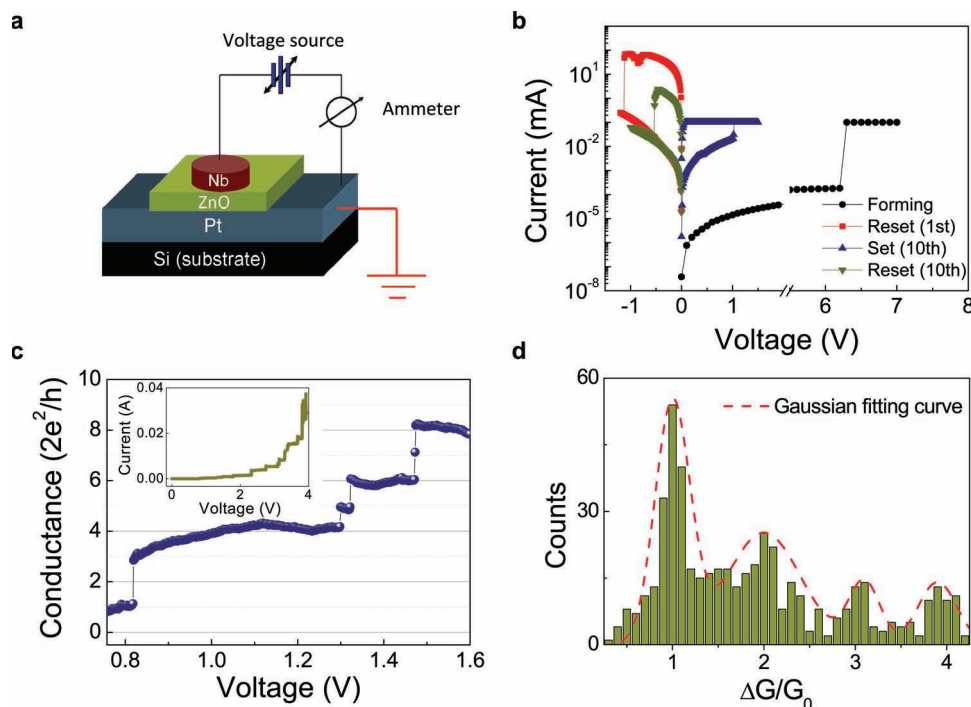 a
Voltage source
Ammeter
Nb
ZnO
Pt
Si (substrate)
b
Current (mA)
10^1
10^-2
10^-5
10^-8
Forming
Reset (1st)
Set (10th)
Reset (10th)
-1 0 1 6 7 8
Voltage (V)
c
Conductance (2e^2/h)
10
8
6
4
2
0
Current (A)
0.04
0.02
0.00
0 2 4
Voltage (V)
0.8 1.0 1.2 1.4 1.6
Voltage (V)
d
Counts
60
30
0
Gaussian fitting curve
1 2 3 4
ΔG/G_0